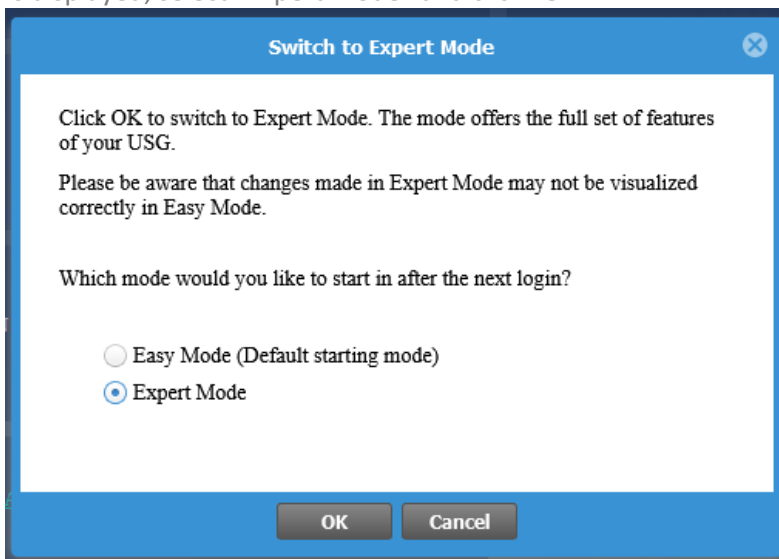 Switch to Expert Mode
Click OK to switch to Expert Mode. The mode offers the full set of features
of your USG.
Please be aware that changes made in Expert Mode may not be visualized
correctly in Easy Mode.
Which mode would you like to start in after the next login?
Easy Mode (Default starting mode)
Expert Mode
OK Cancel